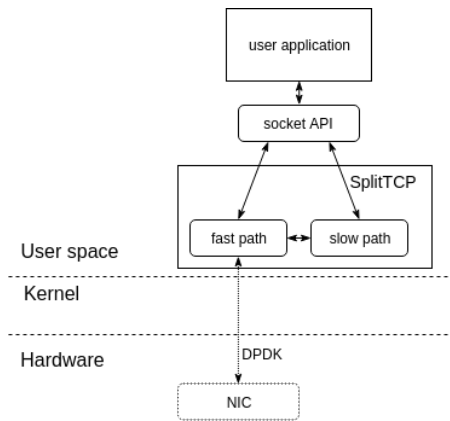 user application
socket API
SplitTCP
fast path
slow path
User space
Kernel
Hardware
DPDK
NIC